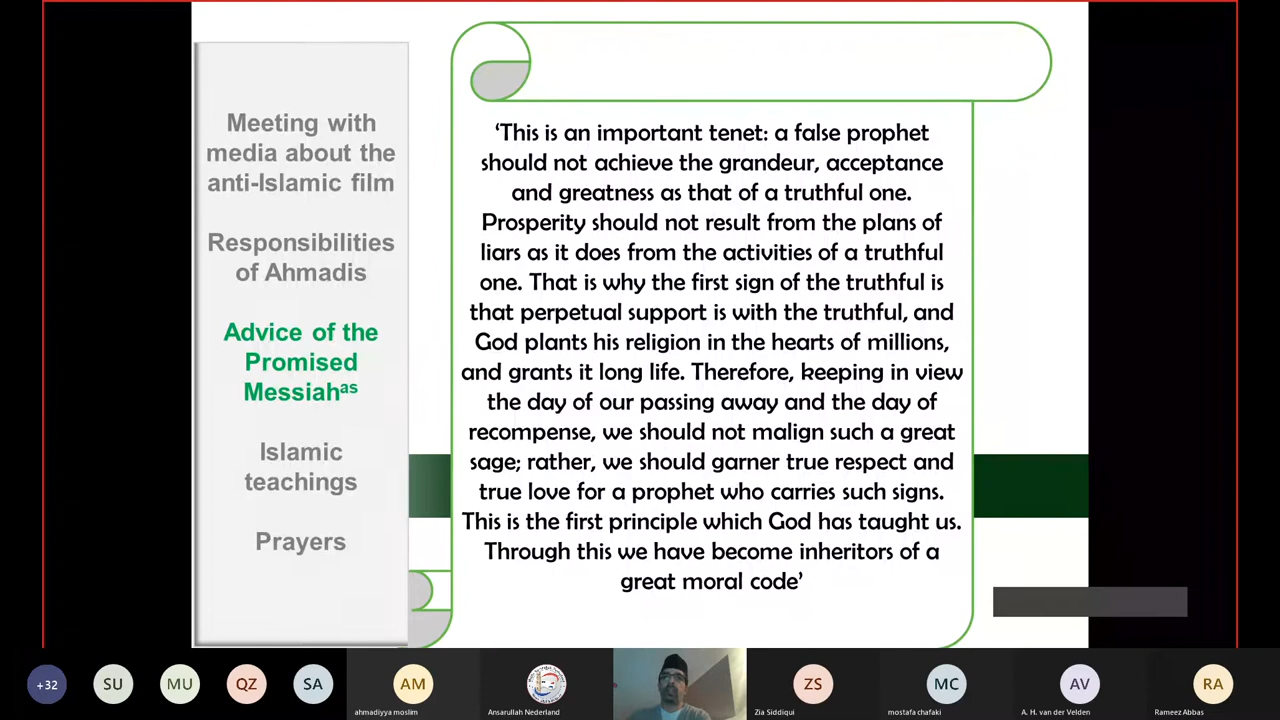 Meeting with
media about the
anti-Islamic film
Responsibilities
of Ahmadis
Advice of the
Promised
Messiahas
Islamic
teachings
Prayers
‘This is an important tenet: a false prophet
should not achieve the grandeur, acceptance
and greatness as that of a truthful one.
Prosperity should not result from the plans of
liars as it does from the activities of a truthful
one. That is why the first sign of the truthful is
that perpetual support is with the truthful, and
God plants his religion in the hearts of millions,
and grants it long life. Therefore, keeping in view
the day of our passing away and the day of
recompense, we should not malign such a great
sage; rather, we should garner true respect and
true love for a prophet who carries such signs.
This is the first principle which God has taught us.
Through this we have become inheritors of a
great moral code’
+32
SU
MU
QZ
SA
AM
ZS
MC
AV
RA
ahmadiyya moslim
Ansarullah Nederland
Zia Siddiqui
mostafa chafaki
A. H. van der Velden
Rameez Abbas